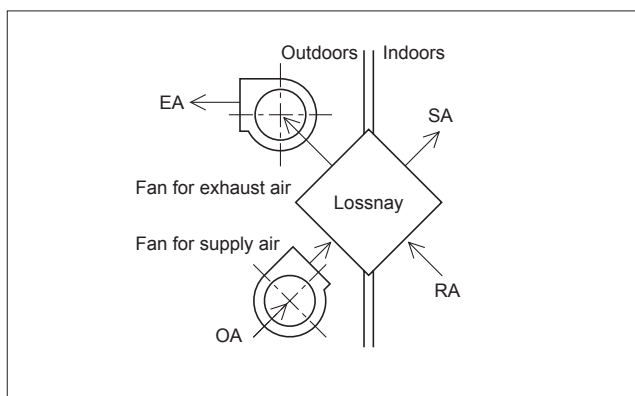 Outdoors Indoors
EA
SA
Fan for exhaust air
Lossnay
Fan for supply air
RA
OA